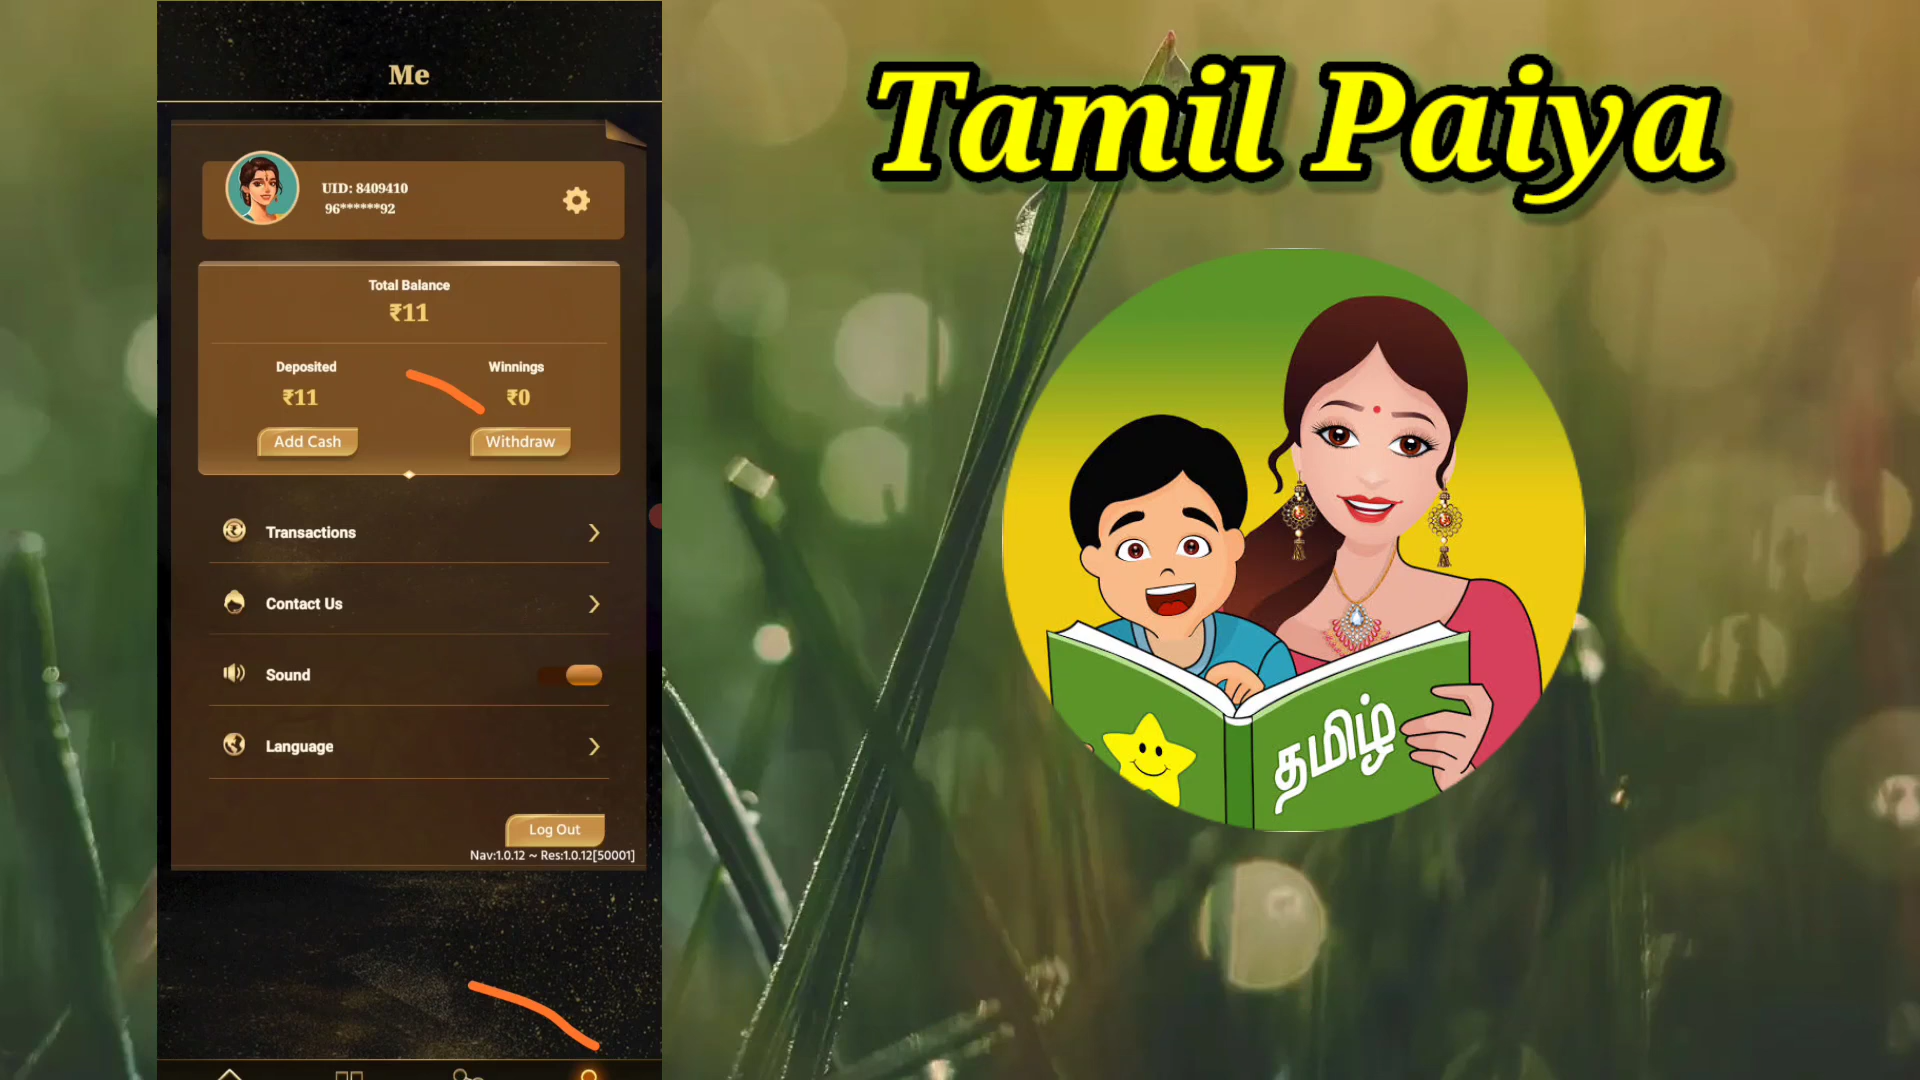 Me
UID: 8409410
96******92
Total Balance
₹11
Deposited
Winnings
₹11
₹0
Add Cash
Withdraw
Transactions
Contact Us
Sound
Language
Log Out
Nav:1.0.12 ~ Res:1.0.12[50001]
Tamil Paiya
தமிழ்